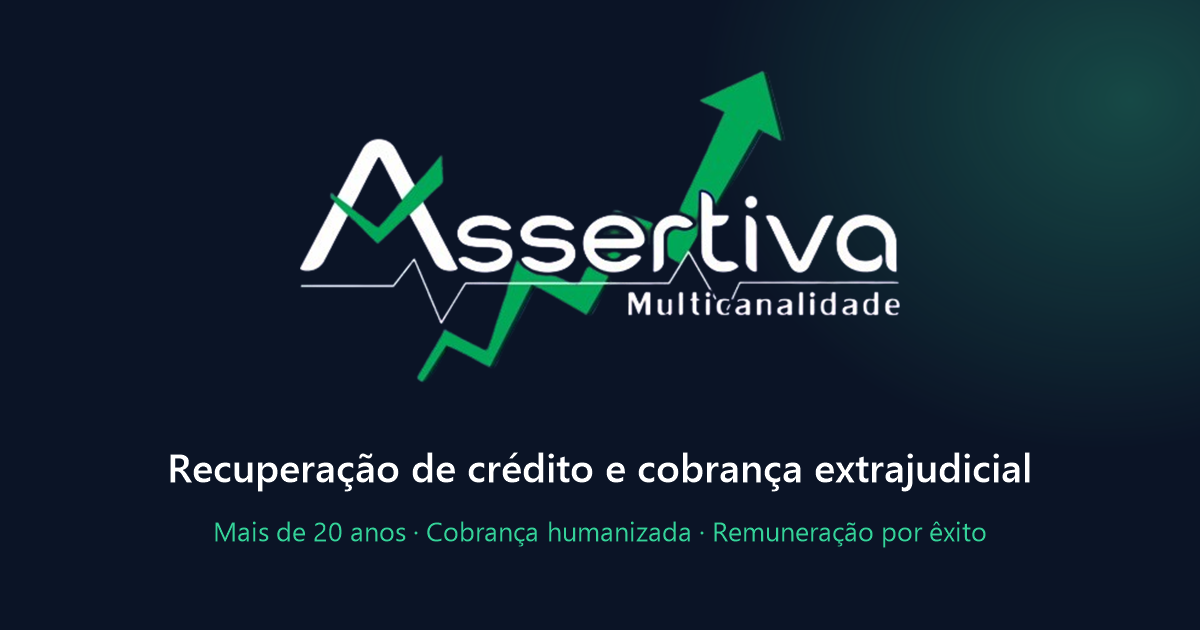 Assertiva
Multicanalidade
Recuperação de crédito e cobrança extrajudicial
Mais de 20 anos · Cobrança humanizada · Remuneração por êxito